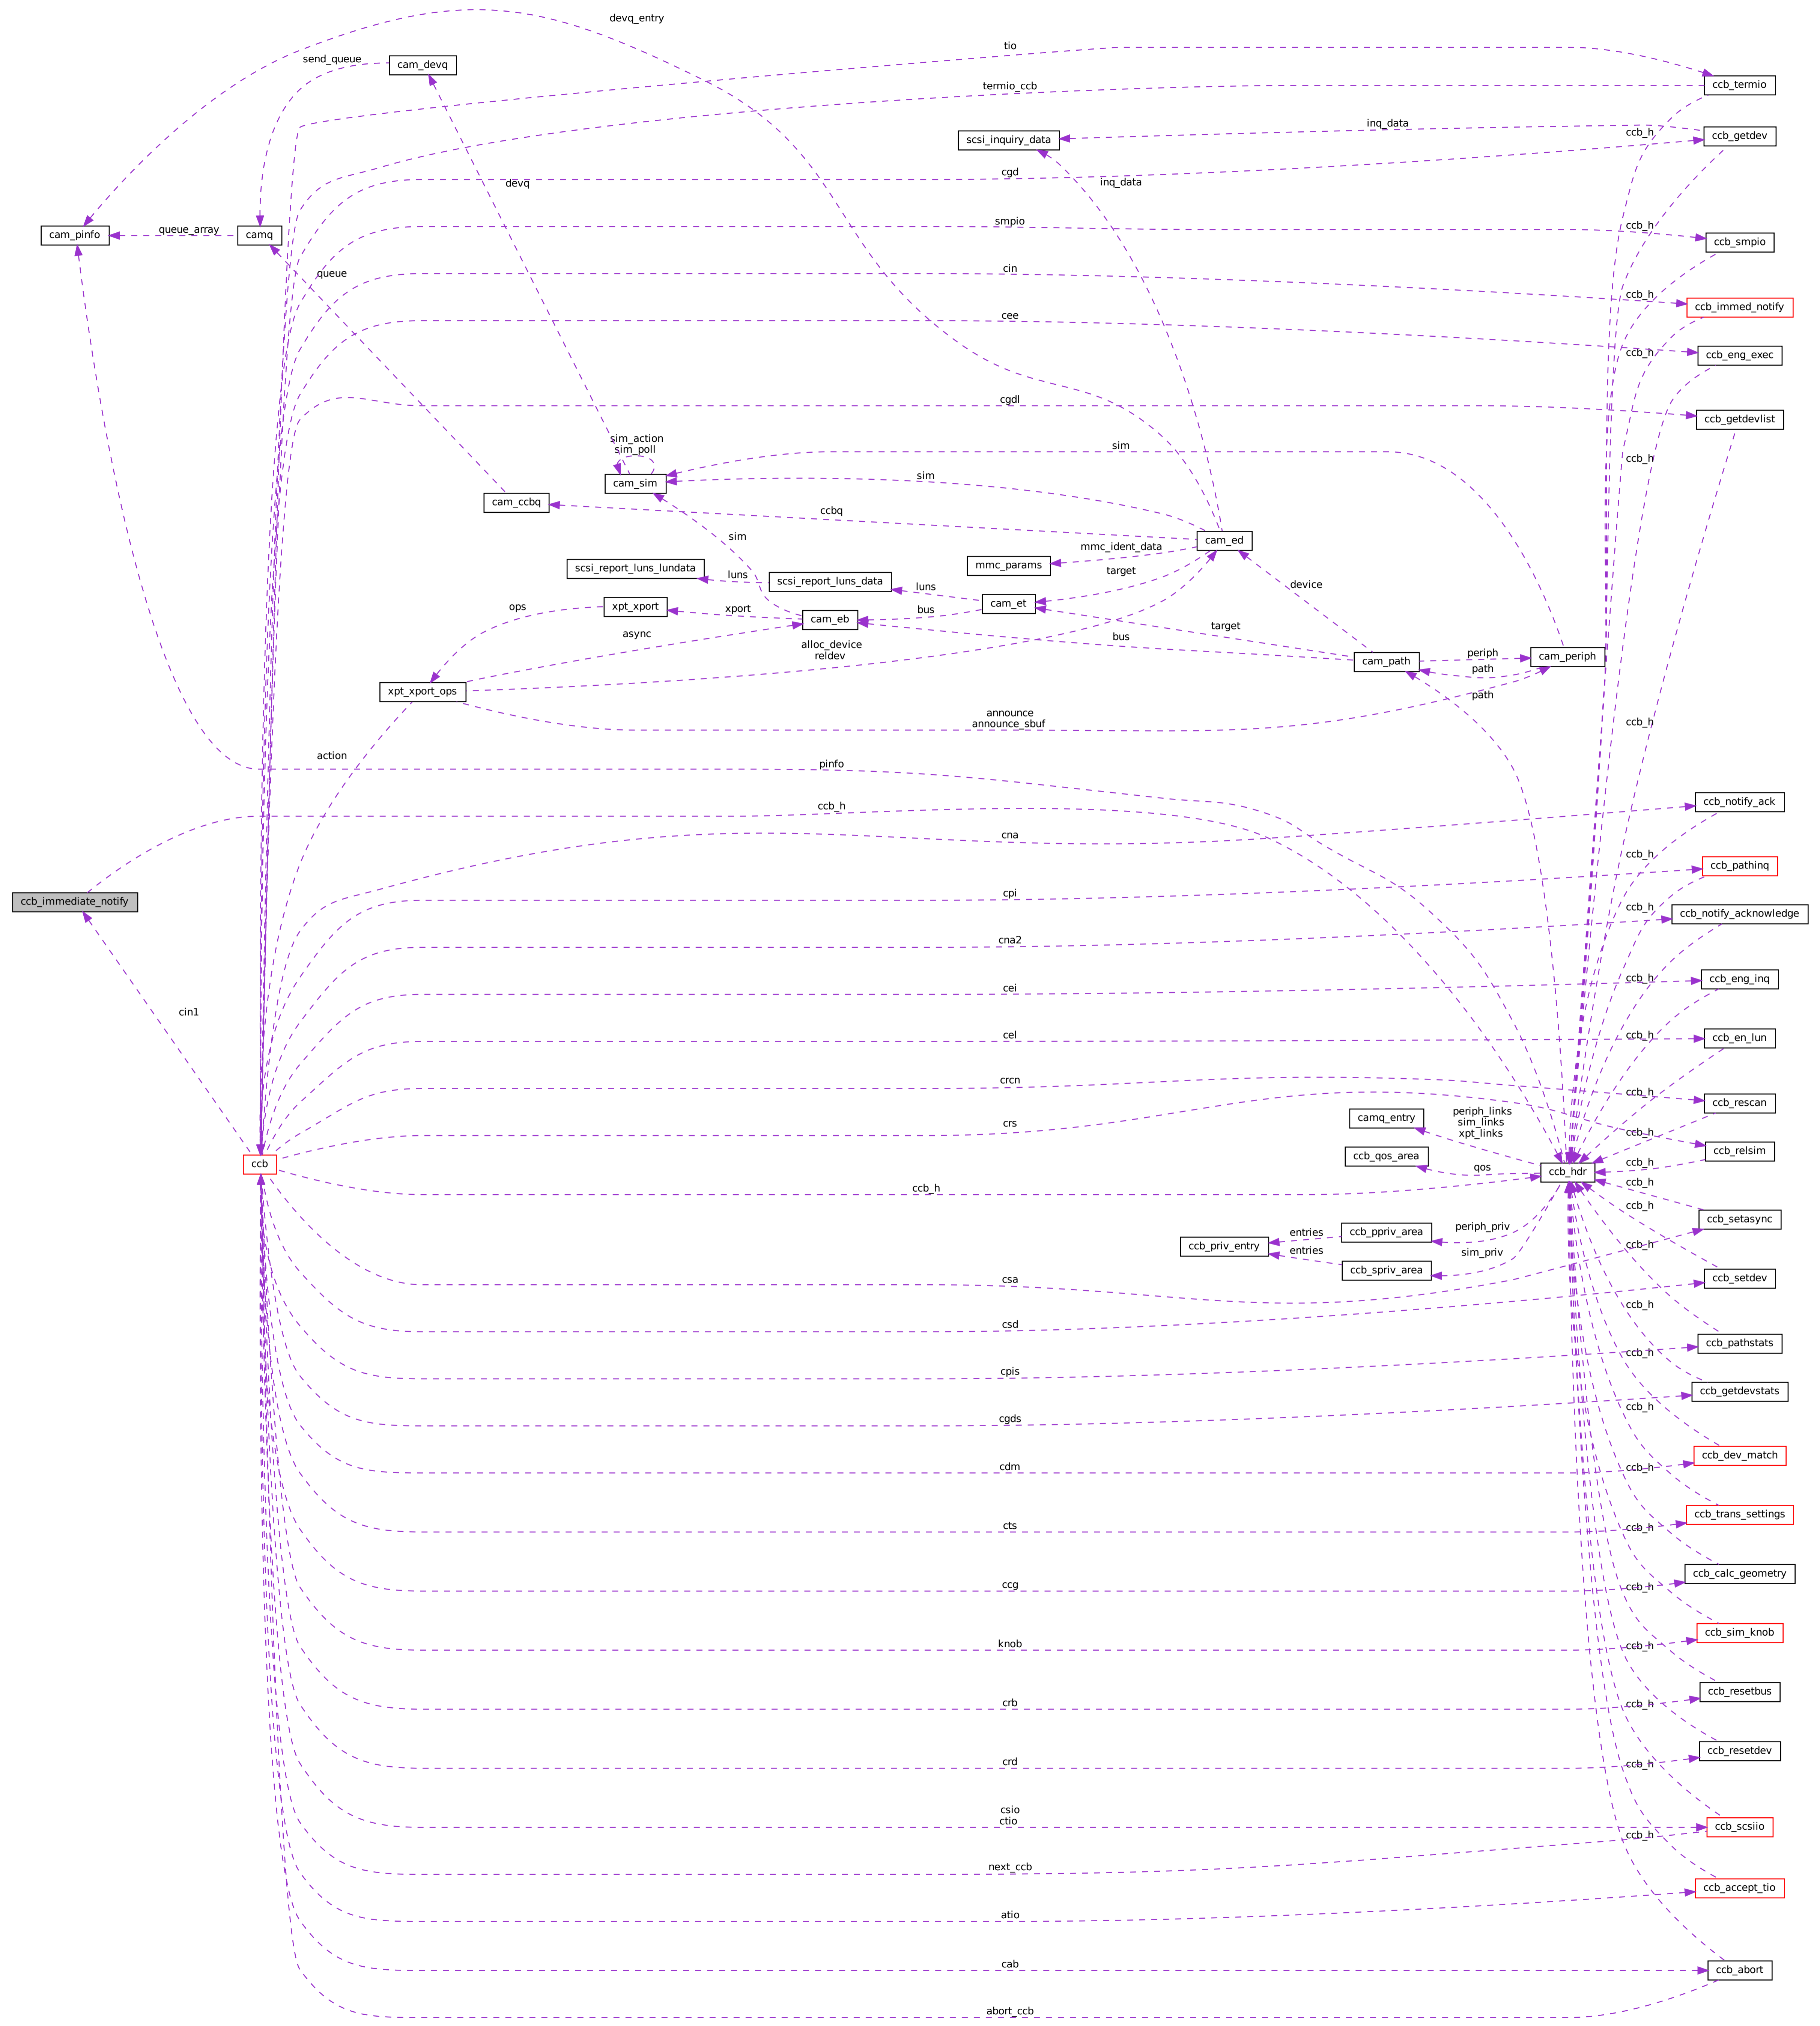 devq_entry
tio
send_queue
cam_devq
termio_ccb
ccb_termio
inq_data
ccb_h
ccb_getdev
scsi_inquiry_data
cgd
devq
inq_data
smpio
ccb_h
queue_array
cam_pinfo
camq
ccb_smpio
cin
queue
ccb_h
ccb_immed_notify
cee
ccb_h
ccb_eng_exec
cgdl
ccb_getdevlist
sim_action
sim_poll
sim
ccb_h
cam_sim
sim
cam_ccbq
ccbq
sim
cam_ed
mmc_ident_data
mmc_params
scsi_report_luns_lundata
luns
scsi_report_luns_data
target
device
luns
cam_et
ops
xpt_xport
xport
bus
cam_eb
target
async
bus
alloc_device
reldev
periph
cam_periph
cam_path
path
xpt_xport_ops
path
announce
announce_sbuf
ccb_h
action
pinfo
ccb_h
cna
ccb_notify_ack
ccb_h
ccb_pathinq
cpi
ccb_immediate_notify
ccb_h
ccb_notify_acknowledge
cna2
ccb_h
ccb_eng_inq
cei
cin1
cel
ccb_h
ccb_en_lun
crcn
ccb_h
ccb_rescan
camq_entry
periph_links
sim_links
xpt_links
crs
ccb_h
ccb_relsim
ccb_qos_area
qos
ccb_h
ccb
ccb_hdr
ccb_h
ccb_h
ccb_h
ccb_setasync
ccb_ppriv_area
periph_priv
entries
ccb_priv_entry
entries
sim_priv
ccb_h
ccb_spriv_area
csa
ccb_setdev
csd
ccb_h
ccb_pathstats
cpis
ccb_h
ccb_getdevstats
cgds
ccb_h
ccb_dev_match
cdm
ccb_h
ccb_trans_settings
cts
ccb_h
ccb_calc_geometry
ccg
ccb_h
ccb_sim_knob
knob
ccb_h
ccb_resetbus
crb
ccb_h
ccb_resetdev
crd
ccb_h
csio
ctio
ccb_scsiio
ccb_h
next_ccb
ccb_accept_tio
atio
cab
ccb_abort
abort_ccb